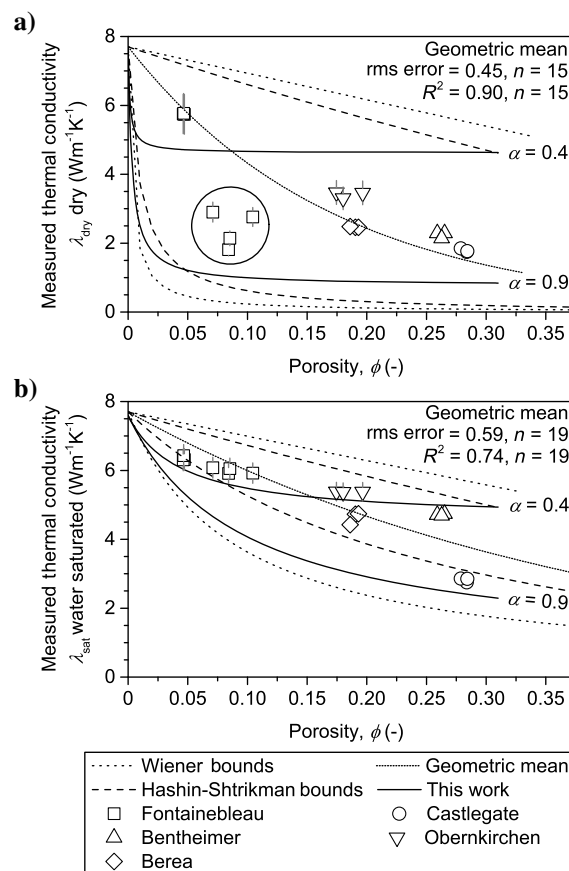 a)
Measured thermal conductivity
λdry dry (Wm⁻¹K⁻¹)
8
6
4
2
0
Geometric mean
rms error = 0.45, n = 15
R² = 0.90, n = 15
α = 0.4
α = 0.9
0 0.05 0.10 0.15 0.20 0.25 0.30 0.35
Porosity, ϕ (-)
b)
Measured thermal conductivity
λsat water saturated (Wm⁻¹K⁻¹)
8
6
4
2
0
Geometric mean
rms error = 0.59, n = 19
R² = 0.74, n = 19
α = 0.4
α = 0.9
0 0.05 0.10 0.15 0.20 0.25 0.30 0.35
Porosity, ϕ (-)
Wiener bounds Geometric mean
Hashin-Shtrikman bounds This work
Fontainebleau Castlegate
Bentheimer Obernkirchen
Berea